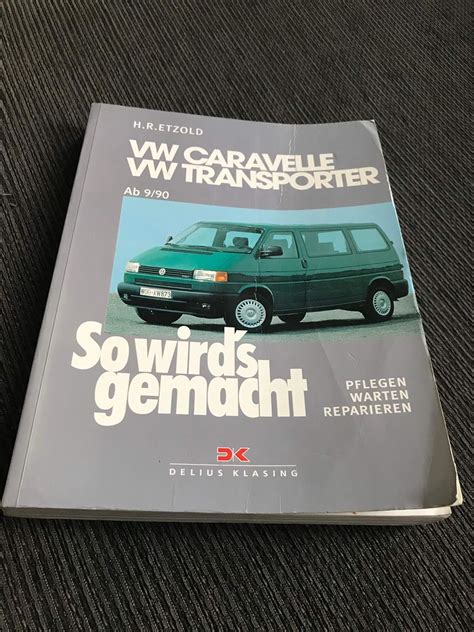 H.R.ETZOLD
VW CARAVELLE
VW TRANSPORTER
Ab 9/90
So wird's
gemacht
PFLEGEN
WARTEN
REPARIEREN
DK
DELIUS KLASING